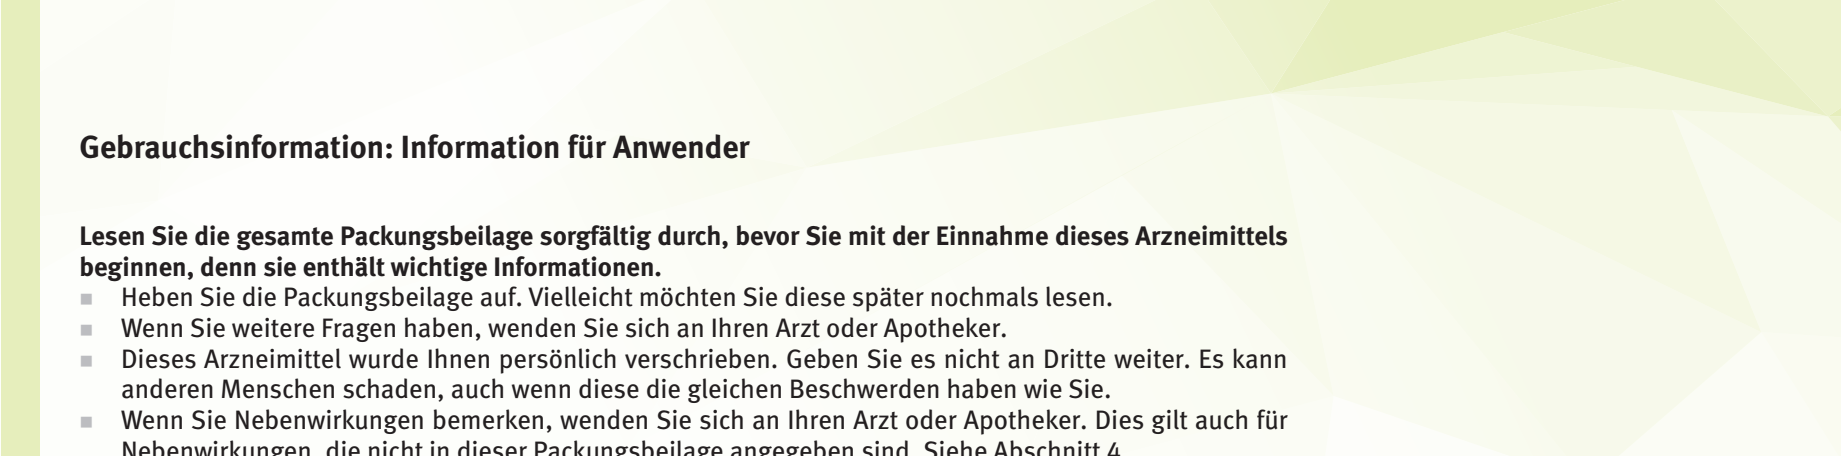 Gebrauchsinformation: Information für Anwender
Lesen Sie die gesamte Packungsbeilage sorgfältig durch, bevor Sie mit der Einnahme dieses Arzneimittels
beginnen, denn sie enthält wichtige Informationen.
Heben Sie die Packungsbeilage auf. Vielleicht möchten Sie diese später nochmals lesen.
Wenn Sie weitere Fragen haben, wenden Sie sich an Ihren Arzt oder Apotheker.
Dieses Arzneimittel wurde Ihnen persönlich verschrieben. Geben Sie es nicht an Dritte weiter. Es kann
anderen Menschen schaden, auch wenn diese die gleichen Beschwerden haben wie Sie.
Wenn Sie Nebenwirkungen bemerken, wenden Sie sich an Ihren Arzt oder Apotheker. Dies gilt auch für
Nebenwirkungen, die nicht in dieser Packungsbeilage angegeben sind. Siehe Abschnitt 4.